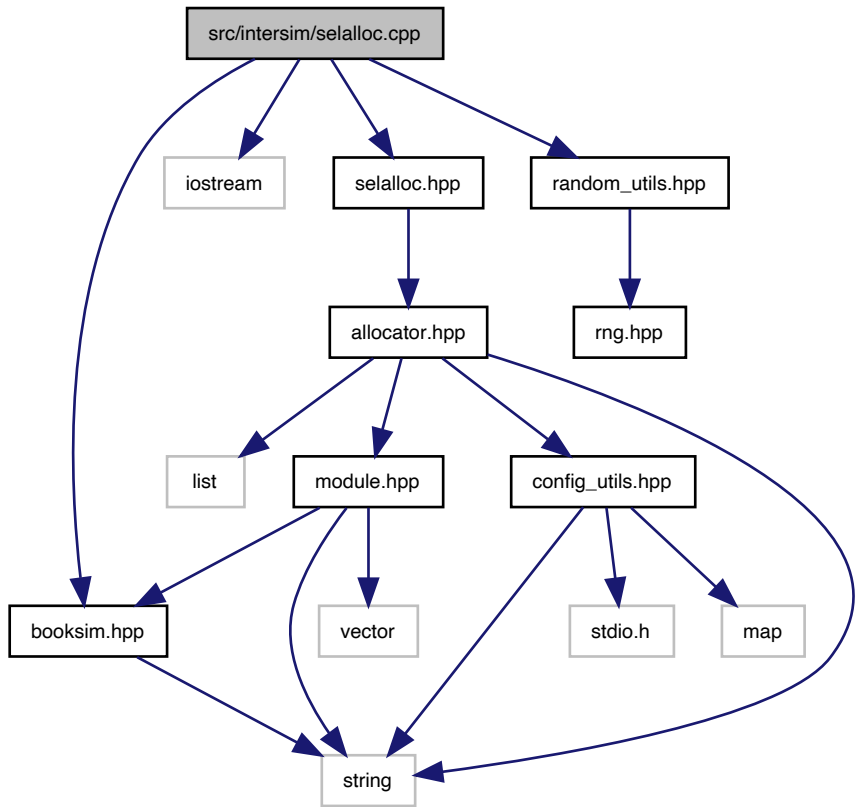 src/intersim/selalloc.cpp
iostream
selalloc.hpp
random_utils.hpp
allocator.hpp
rng.hpp
list
module.hpp
config_utils.hpp
booksim.hpp
vector
stdio.h
map
string